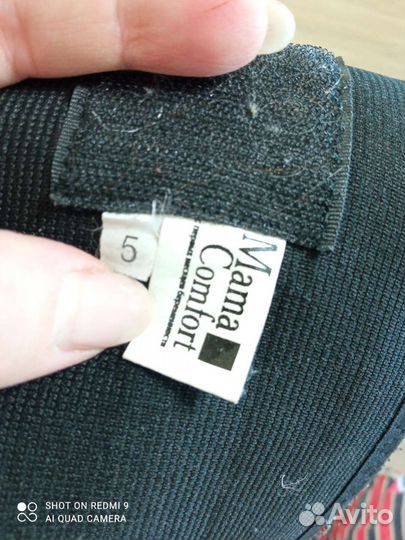 5
Mama
Comfort
SHOT ON REDMI 9
AI QUAD CAMERA
Avito